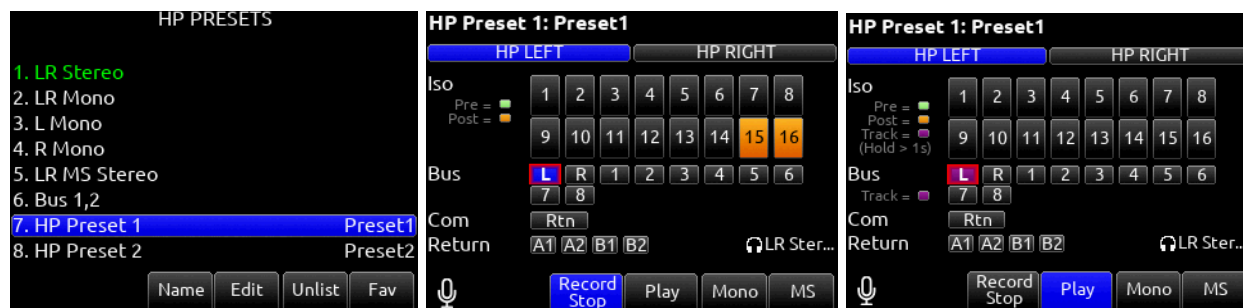 HP PRESETS
1. LR Stereo
2. LR Mono
3. L Mono
4. R Mono
5. LR MS Stereo
6. Bus 1,2
7. HP Preset 1 Preset1
8. HP Preset 2 Preset2
Name Edit Unlist Fav
HP Preset 1: Preset1
HP LEFT HP RIGHT
Iso 1 2 3 4 5 6 7 8
Pre =
Post =
9 10 11 12 13 14 15 16
Bus L R 1 2 3 4 5 6
7 8
Com Rtn
Return A1 A2 B1 B2 LR Ster...
Record Stop Play Mono MS
HP Preset 1: Preset1
HP LEFT HP RIGHT
Iso 1 2 3 4 5 6 7 8
Pre =
Post =
Track =
(Hold > 1s)
9 10 11 12 13 14 15 16
Bus L R 1 2 3 4 5 6
Track = 7 8
Com Rtn
Return A1 A2 B1 B2 LR Ster...
Record Stop Play Mono MS